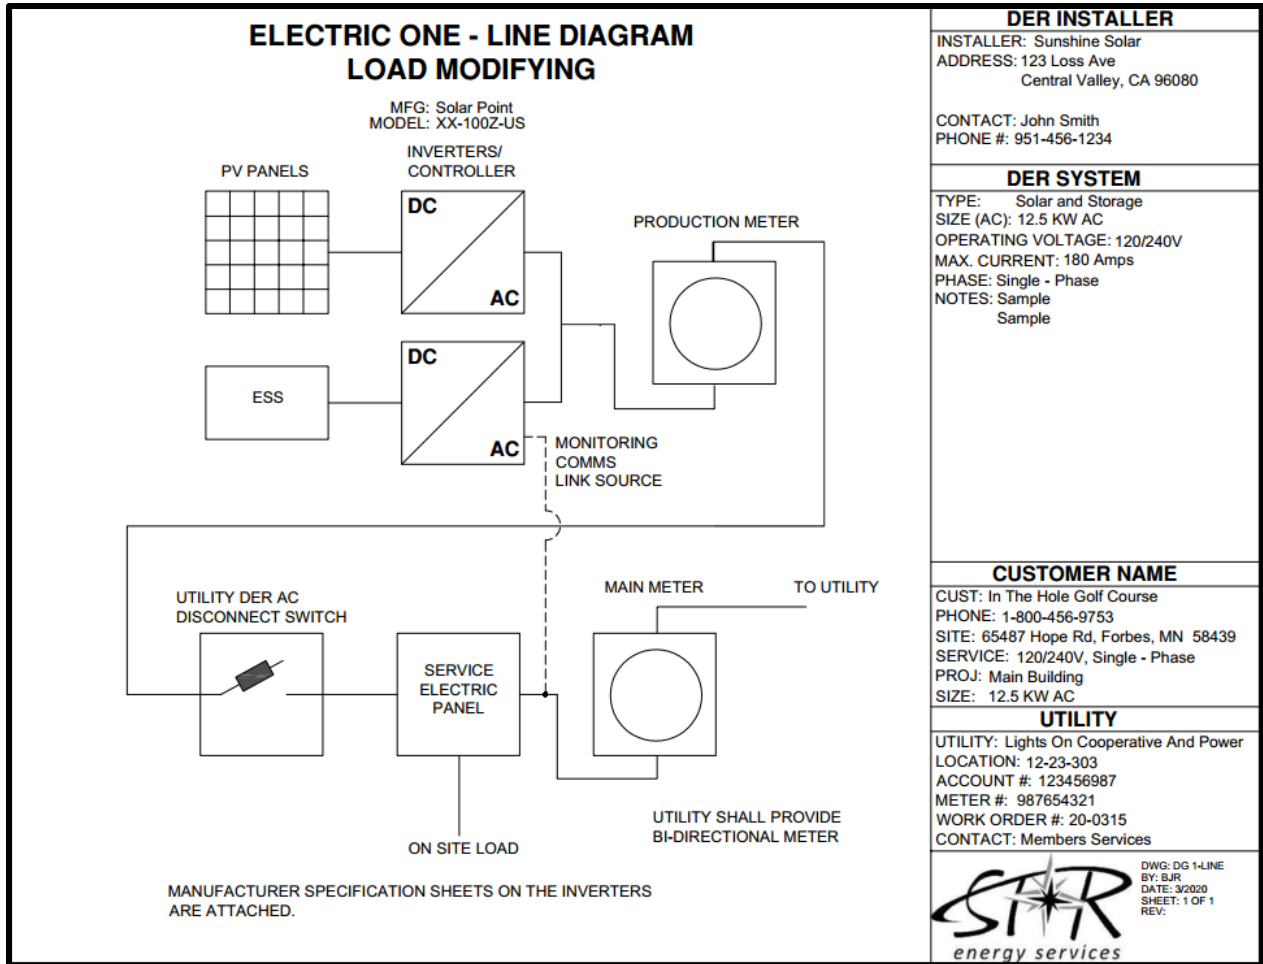 ELECTRIC ONE - LINE DIAGRAM
LOAD MODIFYING
MFG: Solar Point
MODEL: XX-100Z-US
INVERTERS/
CONTROLLER
PV PANELS
DC
AC
PRODUCTION METER
ESS
DC
AC
MONITORING
COMMS
LINK SOURCE
UTILITY DER AC
DISCONNECT SWITCH
SERVICE
ELECTRIC
PANEL
MAIN METER
TO UTILITY
ON SITE LOAD
UTILITY SHALL PROVIDE
BI-DIRECTIONAL METER
MANUFACTURER SPECIFICATION SHEETS ON THE INVERTERS
ARE ATTACHED.
DER INSTALLER
INSTALLER: Sunshine Solar
ADDRESS: 123 Loss Ave
Central Valley, CA 96080
CONTACT: John Smith
PHONE #: 951-456-1234
DER SYSTEM
TYPE: Solar and Storage
SIZE (AC): 12.5 KW AC
OPERATING VOLTAGE: 120/240V
MAX. CURRENT: 180 Amps
PHASE: Single - Phase
NOTES: Sample
Sample
CUSTOMER NAME
CUST: In The Hole Golf Course
PHONE: 1-800-456-9753
SITE: 65487 Hope Rd, Forbes, MN 58439
SERVICE: 120/240V, Single - Phase
PROJ: Main Building
SIZE: 12.5 KW AC
UTILITY
UTILITY: Lights On Cooperative And Power
LOCATION: 12-23-303
ACCOUNT #: 123456987
METER #: 987654321
WORK ORDER #: 20-0315
CONTACT: Members Services
STAR
energy services
DWG: DG 1-LINE
BY: BJR
DATE: 3/2020
SHEET: 1 OF 1
REV: